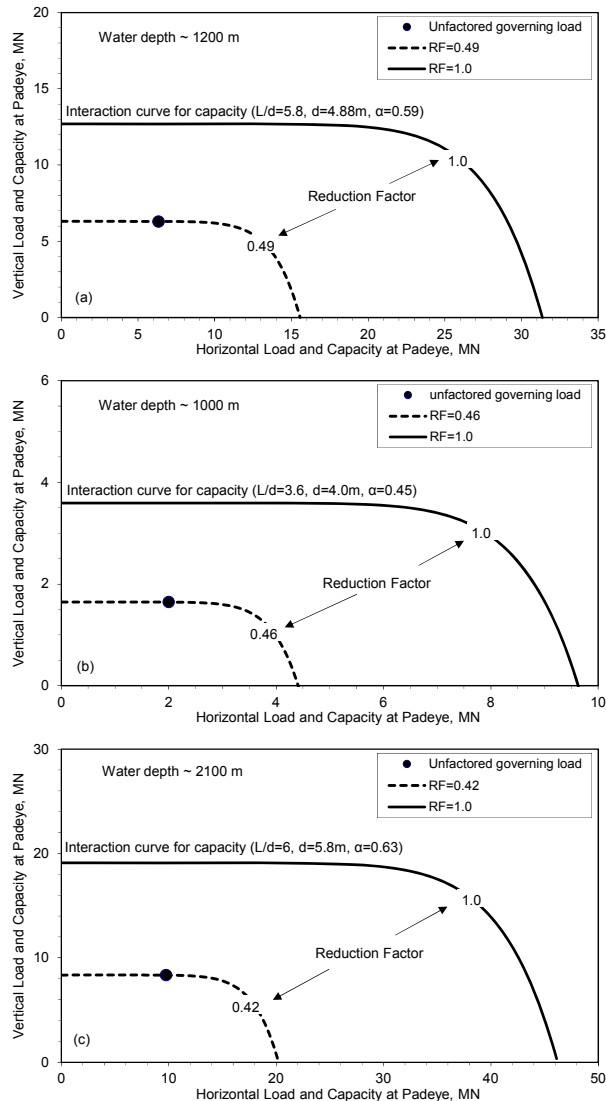 20
Water depth ~ 1200 m
Unfactored governing load
RF=0.49
RF=1.0
15
Interaction curve for capacity (L/d=5.8, d=4.88m, α=0.59)
1.0
10
Reduction Factor
5
0.49
(a)
0
0 5 10 15 20 25 30 35
Horizontal Load and Capacity at Padeye, MN
Vertical Load and Capacity at Padeye, MN
6
Water depth ~ 1000 m
unfactored governing load
RF=0.46
RF=1.0
4
Interaction curve for capacity (L/d=3.6, d=4.0m, α=0.45)
1.0
Reduction Factor
2
0.46
(b)
0
0 2 4 6 8 10
Horizontal Load and Capacity at Padeye, MN
Vertical Load and Capacity at Padeye, MN
30
Water depth ~ 2100 m
Unfactored governing load
RF=0.42
RF=1.0
20
Interaction curve for capacity (L/d=6, d=5.8m, α=0.63)
1.0
Reduction Factor
10
0.42
(c)
0
0 10 20 30 40 50
Horizontal Load and Capacity at Padeye, MN
Vertical Load and Capacity at Padeye, MN